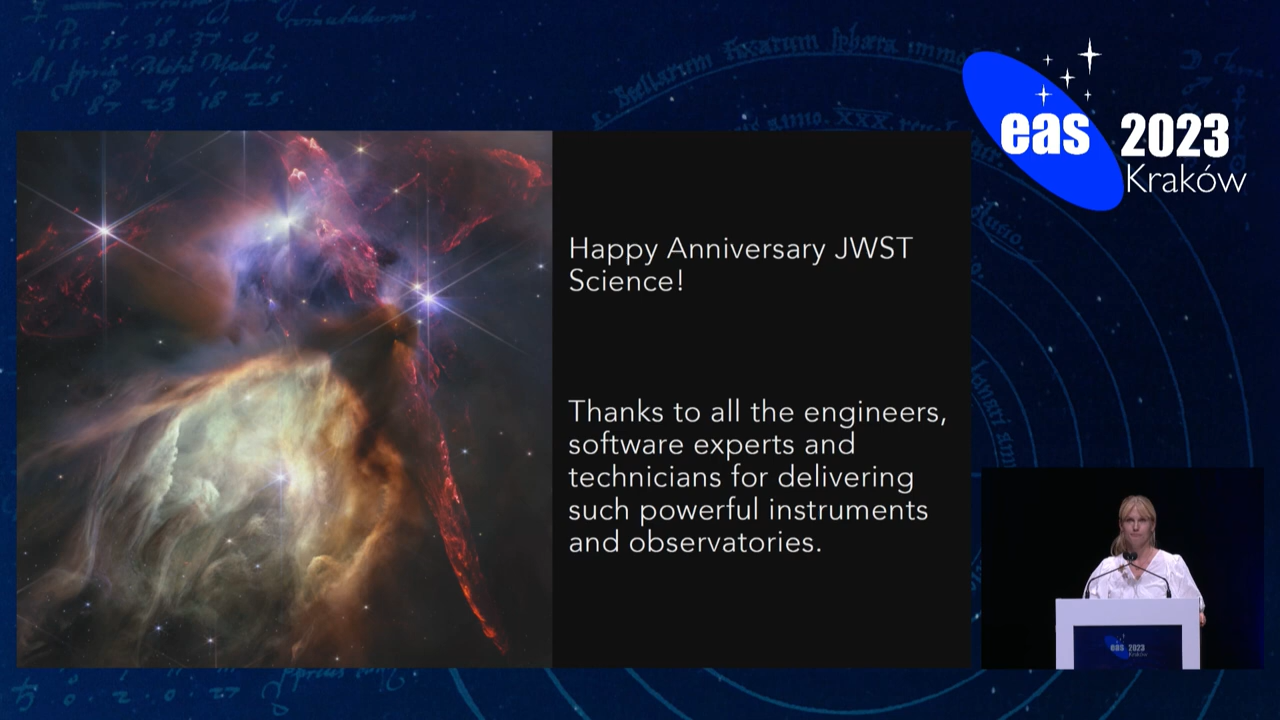 eas 2023
Kraków
Happy Anniversary JWST
Science!
Thanks to all the engineers,
software experts and
technicians for delivering
such powerful instruments
and observatories.
eas 2023
Kraków